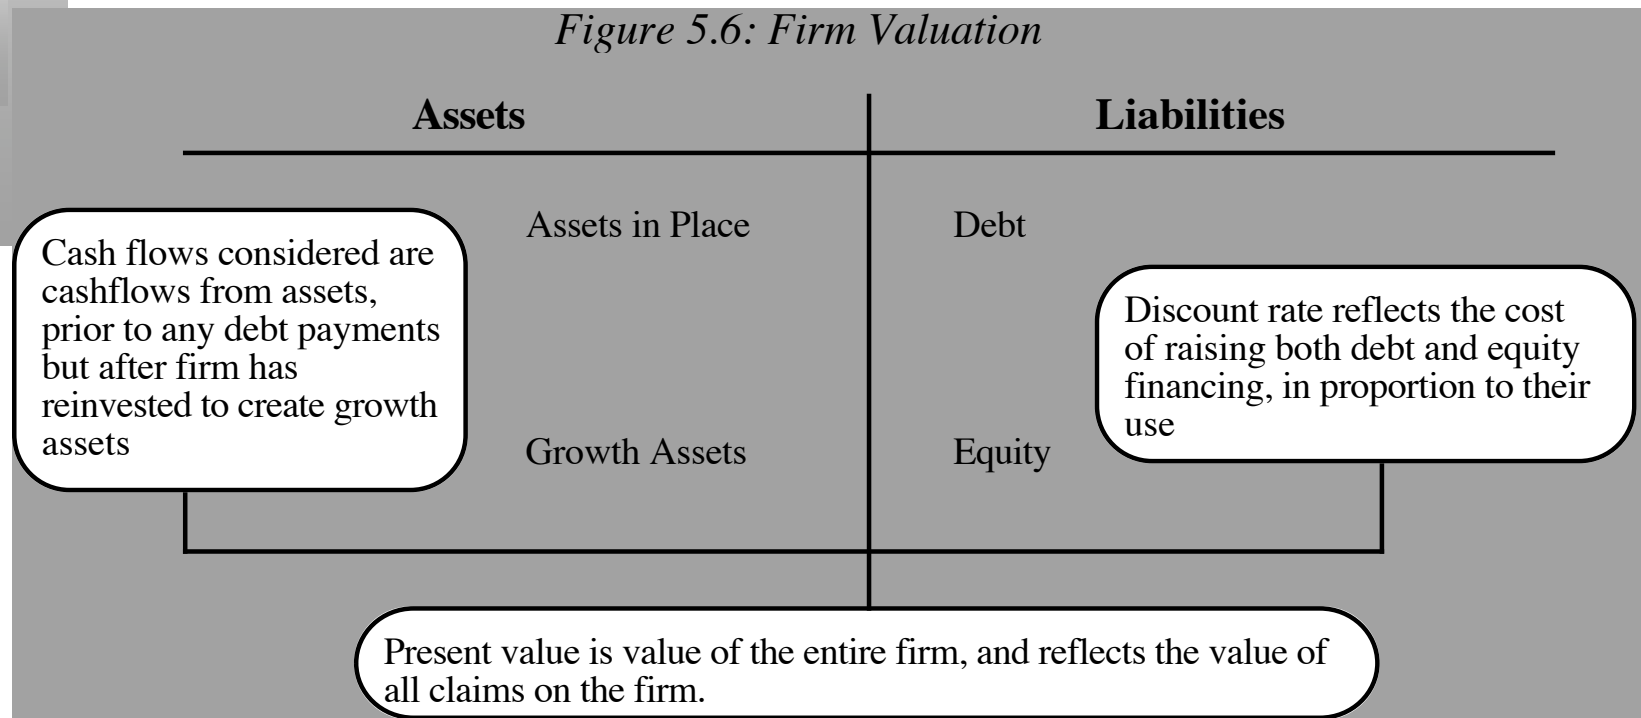 Figure 5.6: Firm Valuation
Assets
Liabilities
Assets in Place
Debt
Cash flows considered are
cashflows from assets,
prior to any debt payments
but after firm has
reinvested to create growth
assets
Discount rate reflects the cost
of raising both debt and equity
financing, in proportion to their
use
Growth Assets
Equity
Present value is value of the entire firm, and reflects the value of
all claims on the firm.